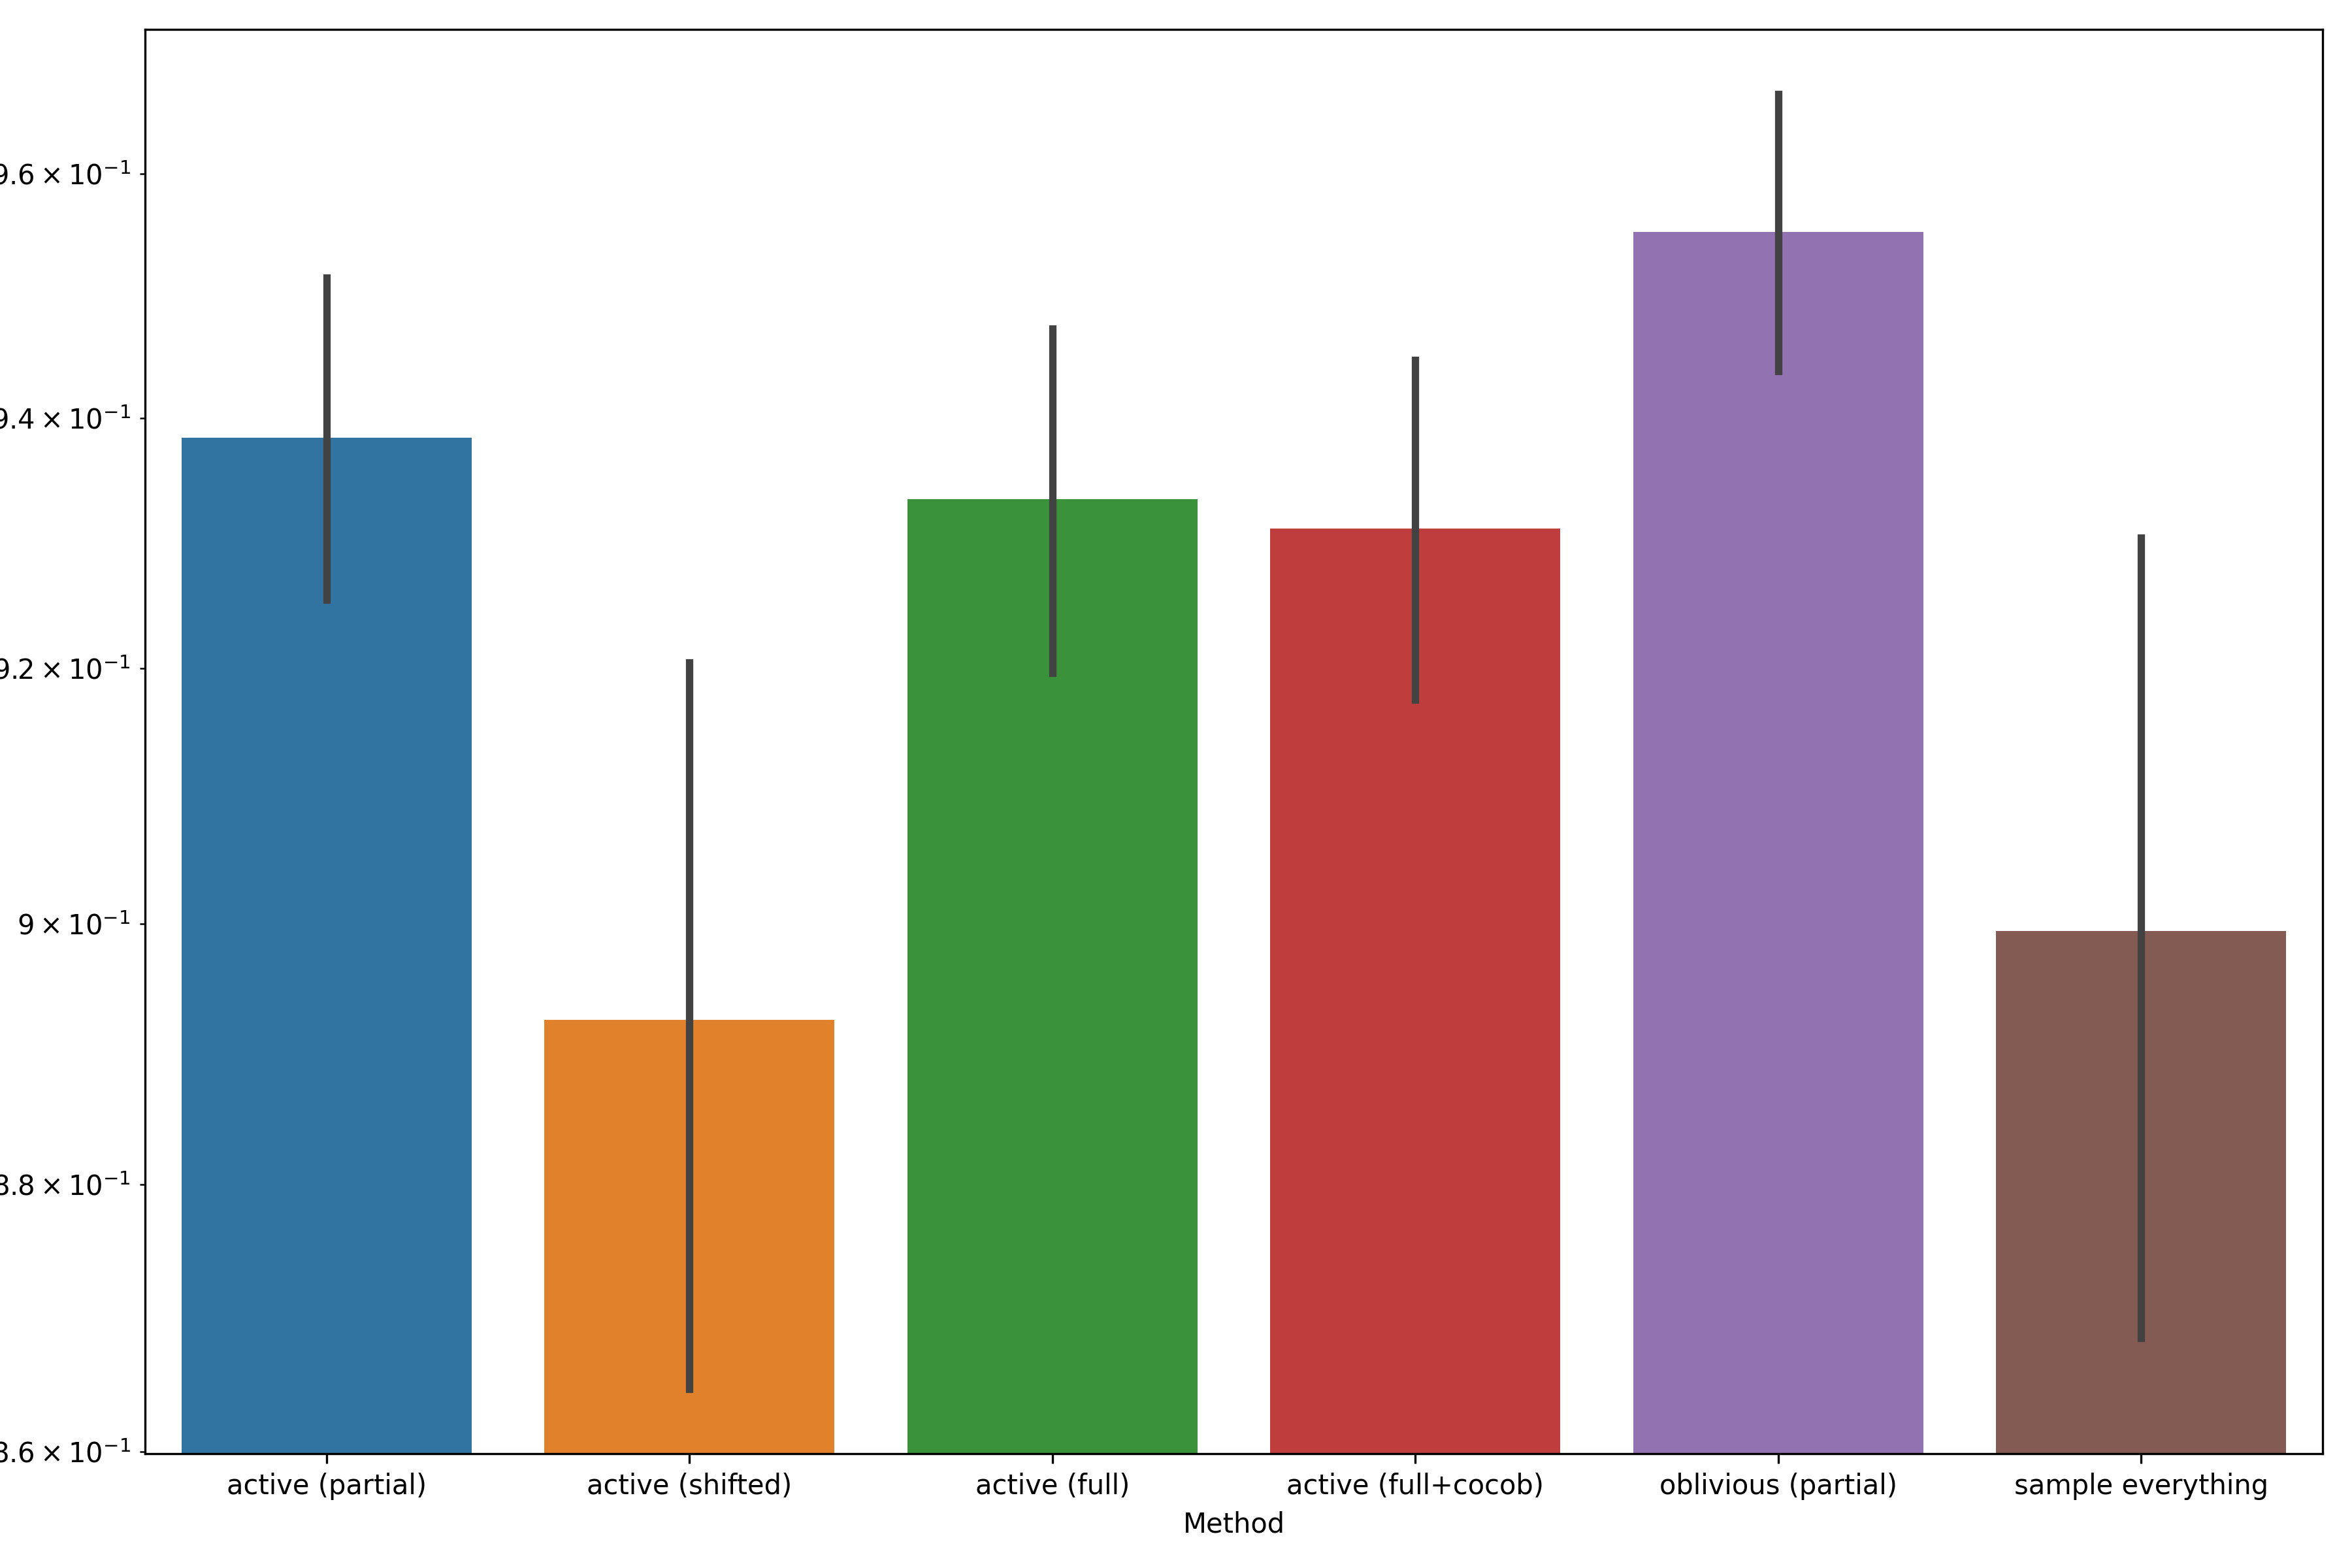 9.6 × 10⁻¹
9.4 × 10⁻¹
9.2 × 10⁻¹
9 × 10⁻¹
8.8 × 10⁻¹
8.6 × 10⁻¹
active (partial) active (shifted) active (full) active (full+cocob) oblivious (partial) sample everything
Method